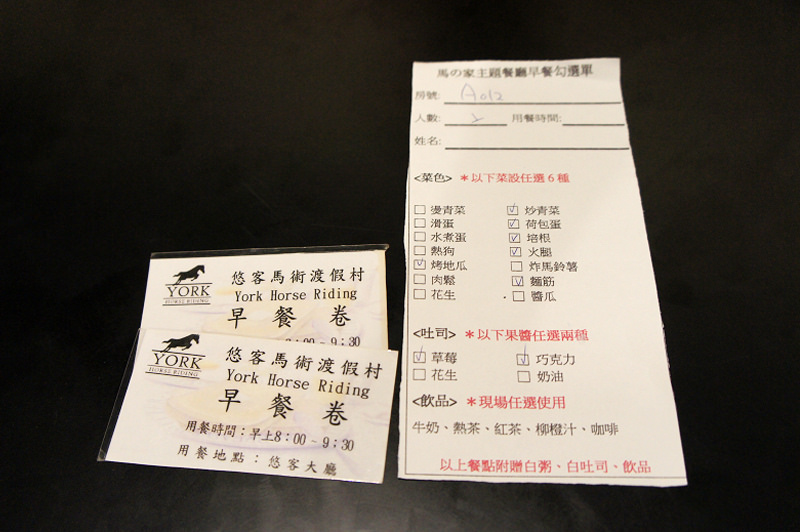 馬の家主題餐廳早餐勾選單
房號: A012
人數: 2 用餐時間:
姓名:
<菜色> *以下菜設任選6種
燙青菜 炒青菜
滑蛋 荷包蛋
水煮蛋 培根
熱狗 火腿
烤地瓜 炸馬鈴薯
肉鬆 麵筋
花生 醬瓜
<吐司> *以下果醬任選兩種
草莓 巧克力
花生 奶油
<飲品> *現場任選使用
牛奶、熱茶、紅茶、柳橙汁、咖啡
以上餐點附贈白粥、白吐司、飲品
YORK
HORSE RIDING
悠客馬術渡假村
York Horse Riding
早餐卷
8:00~9;30
YORK
HORSE RIDING
悠客馬術渡假村
York Horse Riding
早餐卷
用餐時間：早上8：00~9；30
用餐地點：悠客大廳